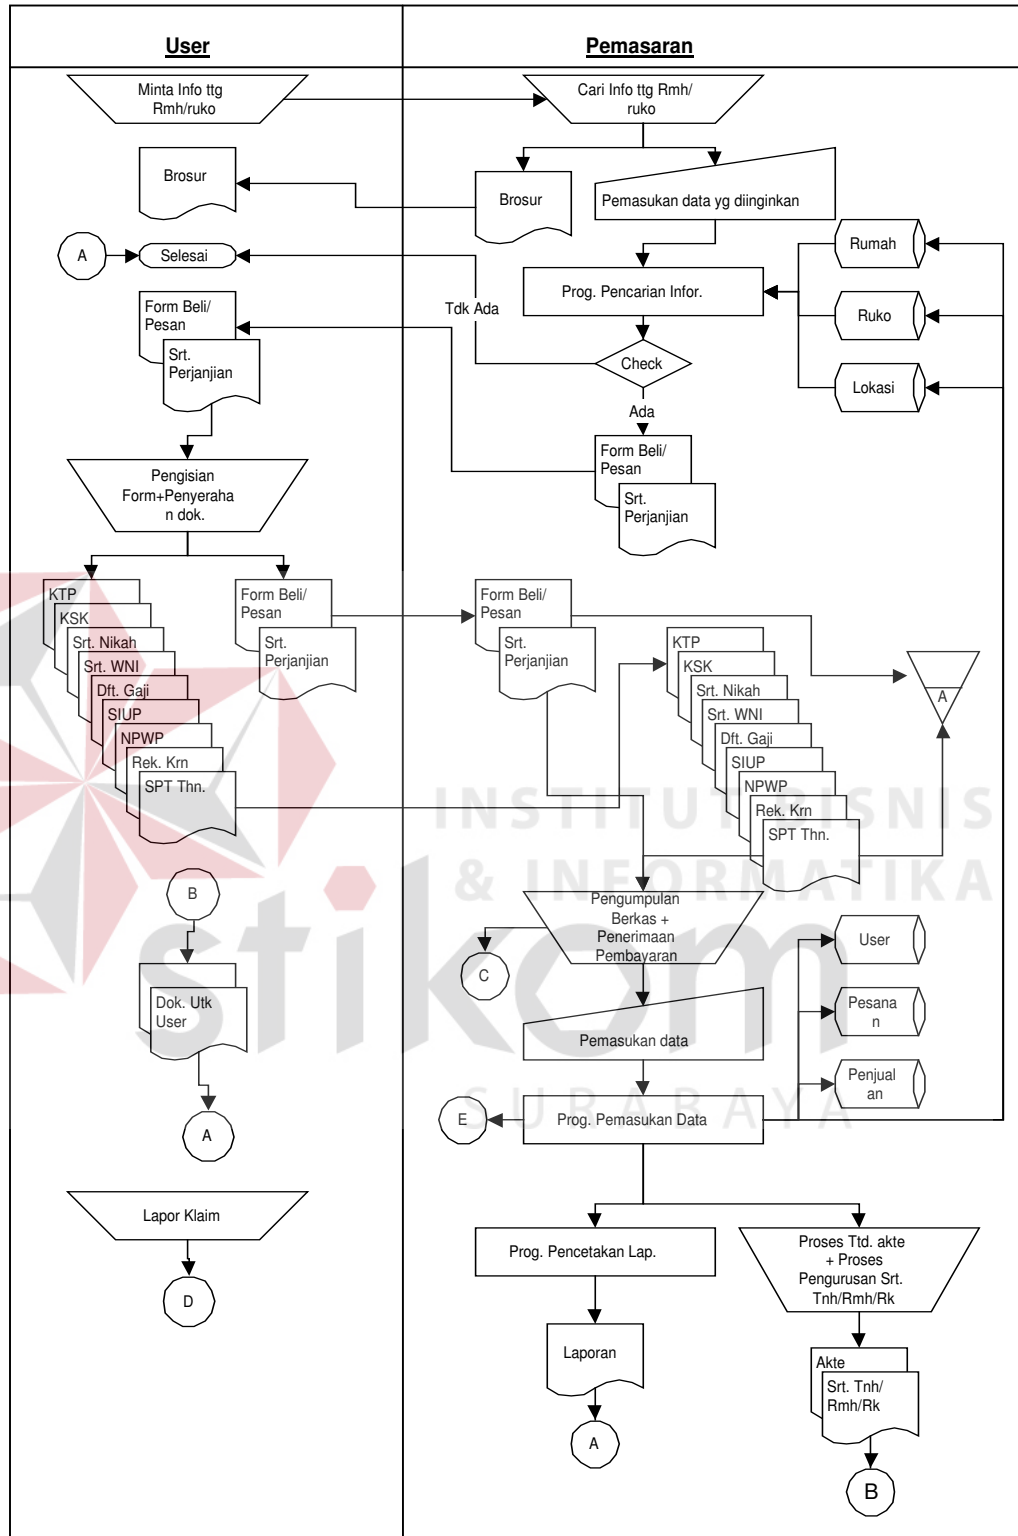 User
Pemasaran
Minta Info ttg
Rmh/ruko
Cari Info ttg Rmh/
ruko
Brosur
Brosur
Pemasukan data yg diinginkan
A
Selesai
Rumah
Prog. Pencarian Infor.
Ruko
Tdk Ada
Form Beli/
Pesan
Srt.
Perjanjian
Check
Lokasi
Ada
Form Beli/
Pesan
Srt.
Perjanjian
Pengisian
Form+Penyeraha
n dok.
KTP
KSK
Srt. Nikah
Srt. WNI
Dft. Gaji
SIUP
NPWP
Rek. Krn
SPT Thn.
Form Beli/
Pesan
Srt.
Perjanjian
Form Beli/
Pesan
Srt.
Perjanjian
KTP
KSK
Srt. Nikah
Srt. WNI
Dft. Gaji
SIUP
NPWP
Rek. Krn
SPT Thn.
A
INSTITUT BISNIS
& INFORMATIKA
stikom
SURABAYA
B
Pengumpulan
Berkas +
Penerimaan
Pembayaran
C
User
Dok. Utk
User
Pesana
n
Pemasukan data
Penjual
an
A
E
Prog. Pemasukan Data
Lapor Klaim
D
Prog. Pencetakan Lap.
Proses Ttd. akte
+ Proses
Pengurusan Srt.
Tnh/Rmh/Rk
Laporan
Akte
Srt. Tnh/
Rmh/Rk
A
B